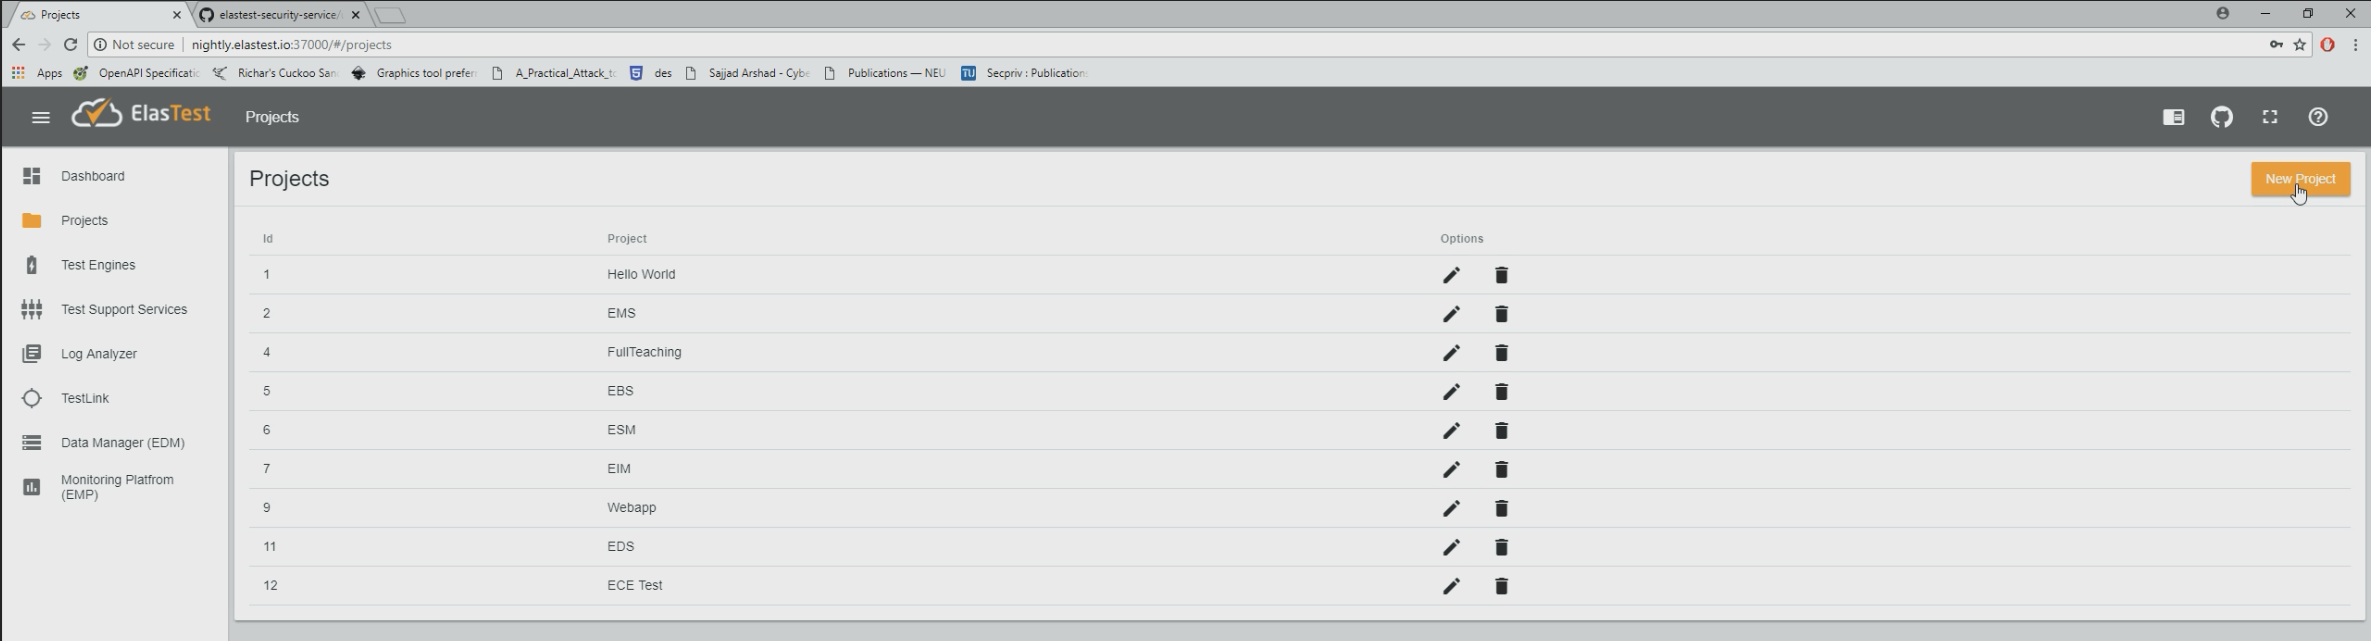 Projects
elastest-security-service/
Not secure
nightly.elastest.io:37000/#/projects
Apps
OpenAPI Specificatio
Richar's Cuckoo San
Graphics tool prefer
A_Practical_Attack_to
des
Sajjad Arshad - Cybe
Publications — NEU
TU
Secpriv : Publication
ElasTest
Projects
Dashboard
Projects
Test Engines
Test Support Services
Log Analyzer
TestLink
Data Manager (EDM)
Monitoring Platfrom
(EMP)
Projects
New Project
Id Project Options
1 Hello World
2 EMS
4 FullTeaching
5 EBS
6 ESM
7 EIM
9 Webapp
11 EDS
12 ECE Test